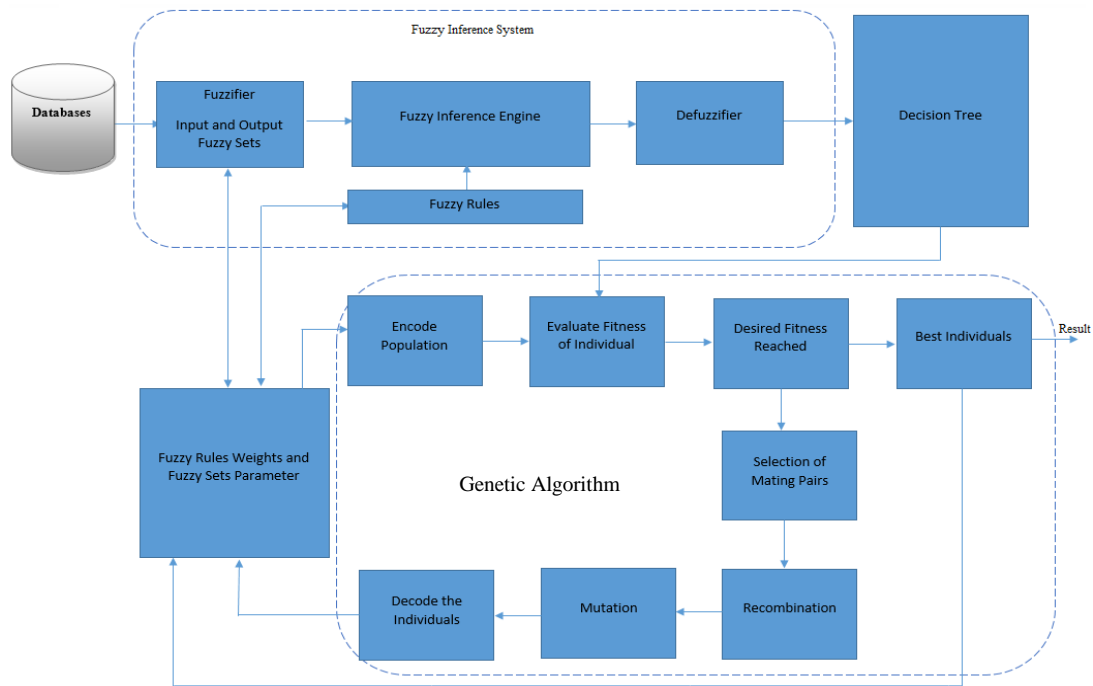 Fuzzy Inference System
Databases
Fuzzifier
Input and Output
Fuzzy Sets
Fuzzy Inference Engine
Defuzzifier
Decision Tree
Fuzzy Rules
Encode
Population
Evaluate Fitness
of Individual
Desired Fitness
Reached
Best Individuals
Result
Fuzzy Rules Weights and
Fuzzy Sets Parameter
Genetic Algorithm
Selection of
Mating Pairs
Decode the
Individuals
Mutation
Recombination